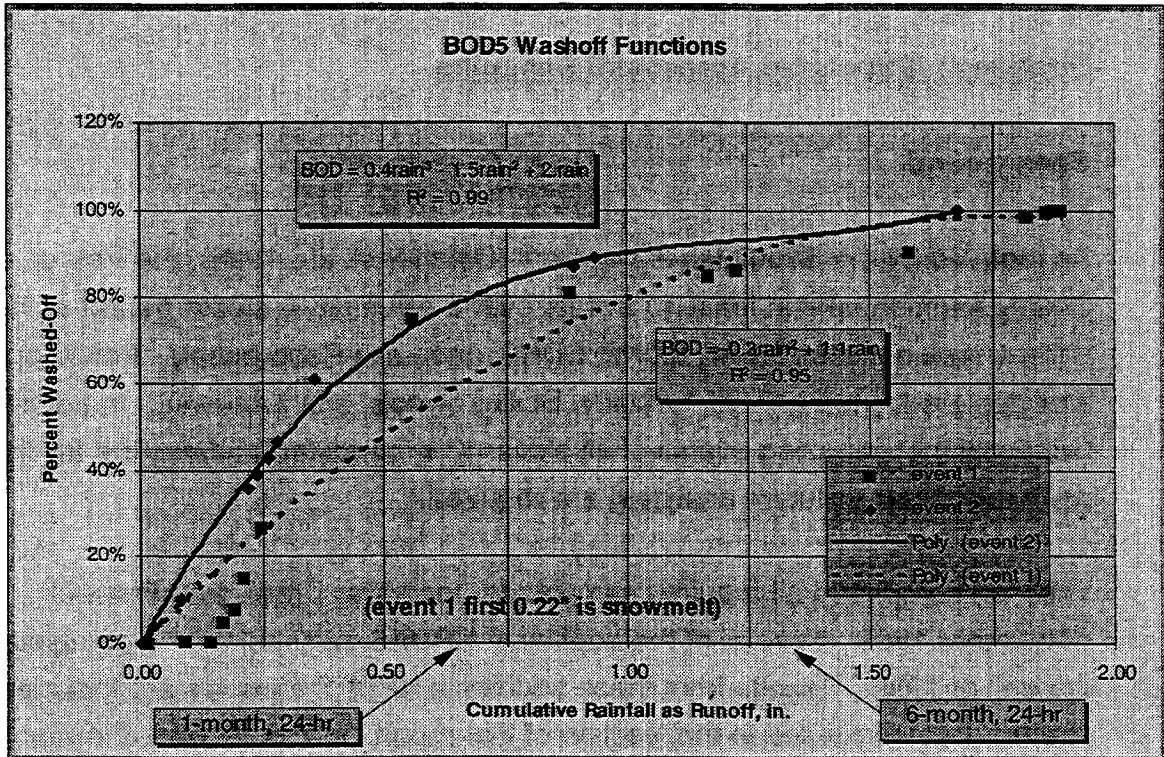 BOD5 Washoff Functions
120%
100%
80%
60%
40%
20%
0%
Percent Washed-Off
BOD = 0.4rain³ - 1.5rain² + 2.rain
R² = 0.99
BOD = -0.3rain² + 1.1rain
R² = 0.95
event 1
event 2
Poly. (event 2)
Poly. (event 1)
(event 1 first 0.22" is snowmelt)
0.00
0.50
1.00
1.50
2.00
1-month, 24-hr
Cumulative Rainfall as Runoff, in.
6-month, 24-hr